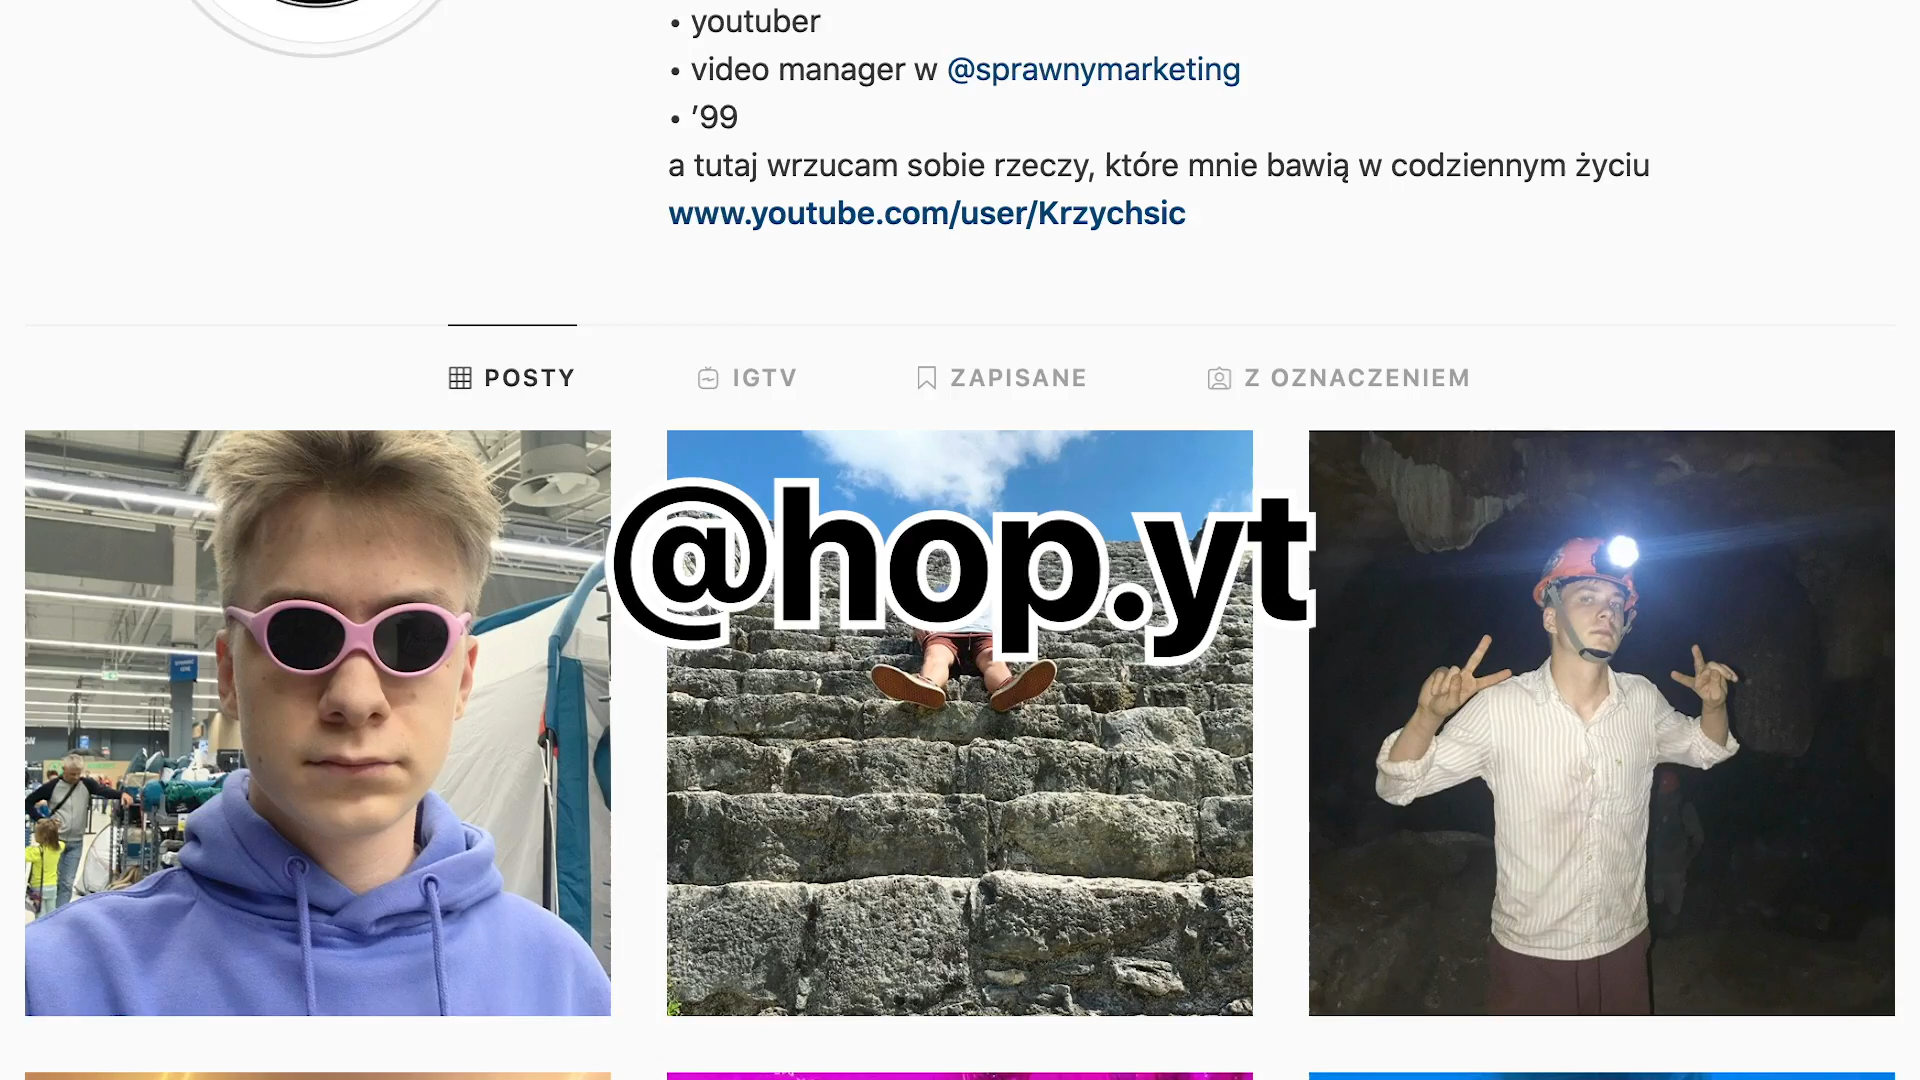 • youtuber
• video manager w @sprawnymarketing
• ’99
a tutaj wrzucam sobie rzeczy, które mnie bawią w codziennym życiu
www.youtube.com/user/Krzychsic
POSTY
IGTV
ZAPISANE
Z OZNACZENIEM
@hop.yt